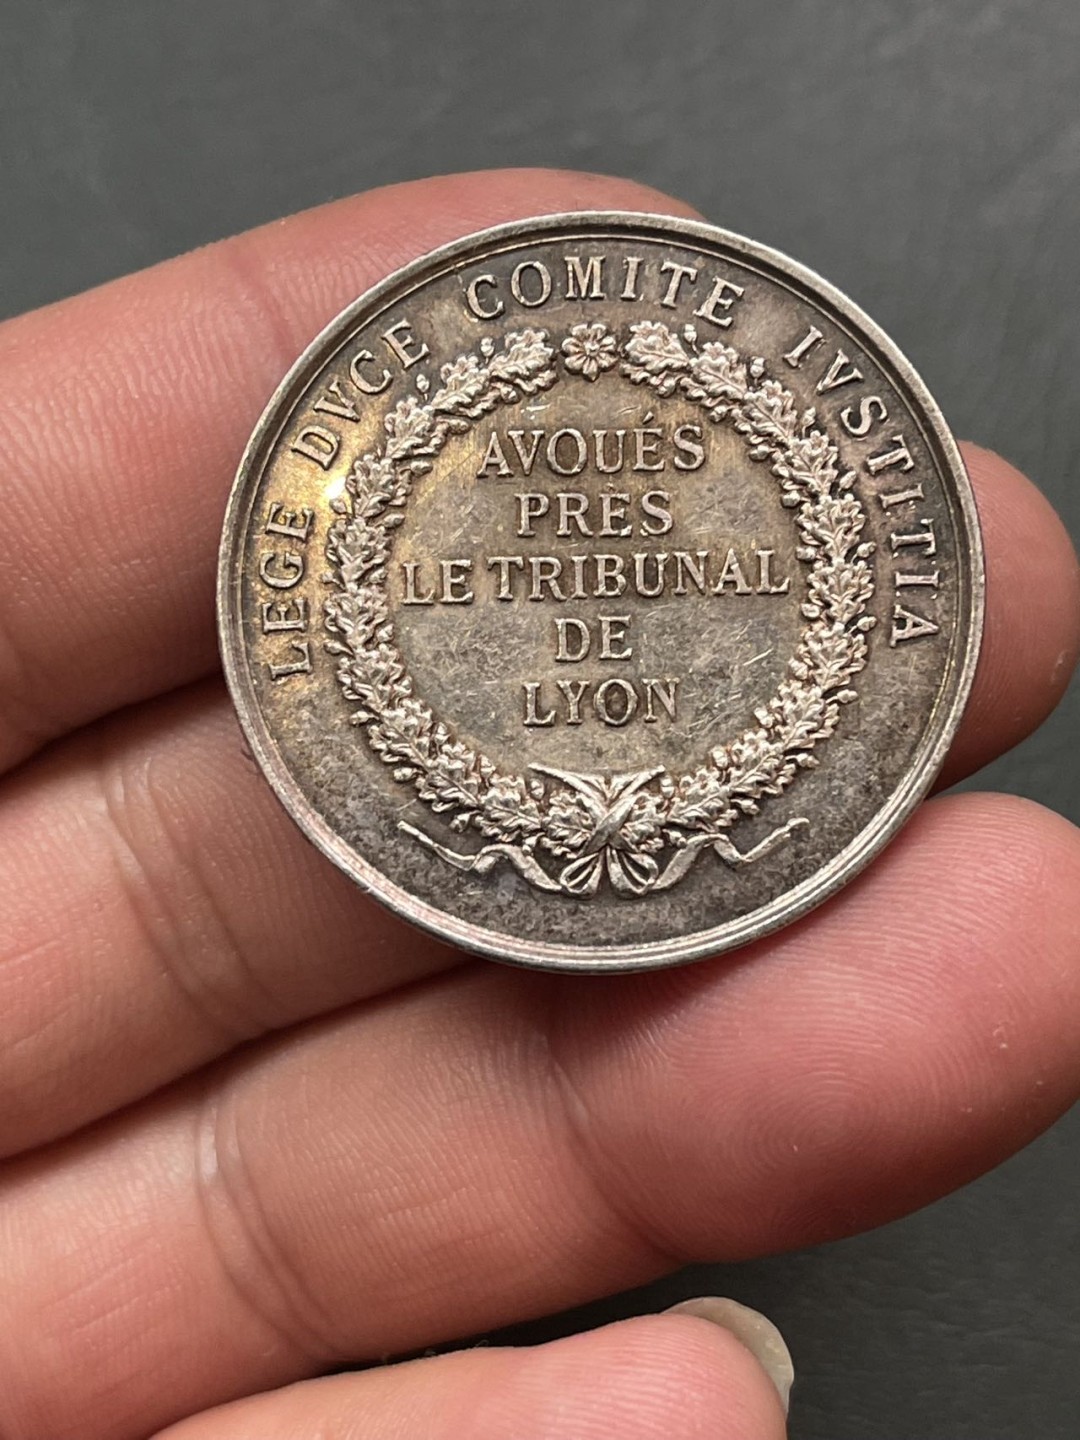 LEGE DVCE COMITE IVSTITIA
AVOUÉS
PRÈS
LE TRIBUNAL
DE
LYON